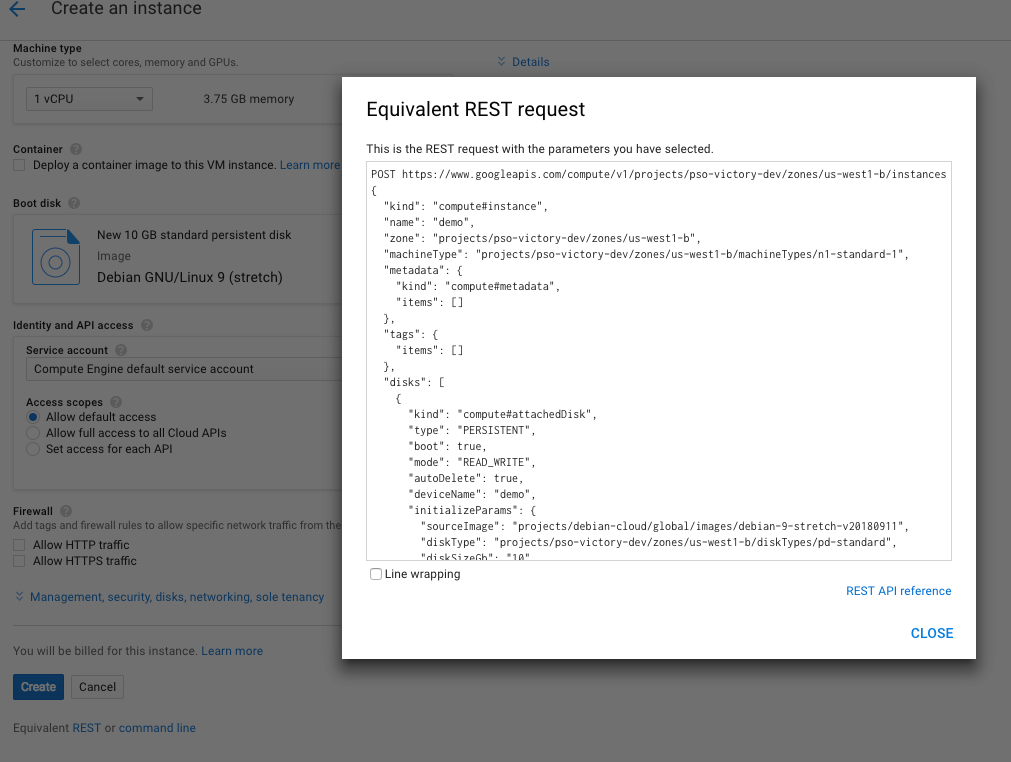 Create an instance
Machine type
Customize to select cores, memory and GPUs.
Details
1 vCPU
3.75 GB memory
Container
Deploy a container image to this VM instance. Learn more
Boot disk
New 10 GB standard persistent disk
Image
Debian GNU/Linux 9 (stretch)
Identity and API access
Service account
Compute Engine default service account
Access scopes
Allow default access
Allow full access to all Cloud APIs
Set access for each API
Firewall
Add tags and firewall rules to allow specific network traffic from the
Allow HTTP traffic
Allow HTTPS traffic
Management, security, disks, networking, sole tenancy
You will be billed for this instance. Learn more
Create
Cancel
Equivalent REST or command line
Equivalent REST request
This is the REST request with the parameters you have selected.
POST https://www.googleapis.com/compute/v1/projects/pso-victory-dev/zones/us-west1-b/instances
{
  "kind": "compute#instance",
  "name": "demo",
  "zone": "projects/pso-victory-dev/zones/us-west1-b",
  "machineType": "projects/pso-victory-dev/zones/us-west1-b/machineTypes/n1-standard-1",
  "metadata": {
    "kind": "compute#metadata",
    "items": []
  },
  "tags": {
    "items": []
  },
  "disks": [
    {
      "kind": "compute#attachedDisk",
      "type": "PERSISTENT",
      "boot": true,
      "mode": "READ_WRITE",
      "autoDelete": true,
      "deviceName": "demo",
      "initializeParams": {
        "sourceImage": "projects/debian-cloud/global/images/debian-9-stretch-v20180911",
        "diskType": "projects/pso-victory-dev/zones/us-west1-b/diskTypes/pd-standard",
        "diskSizeGb": "10"
Line wrapping
REST API reference
CLOSE